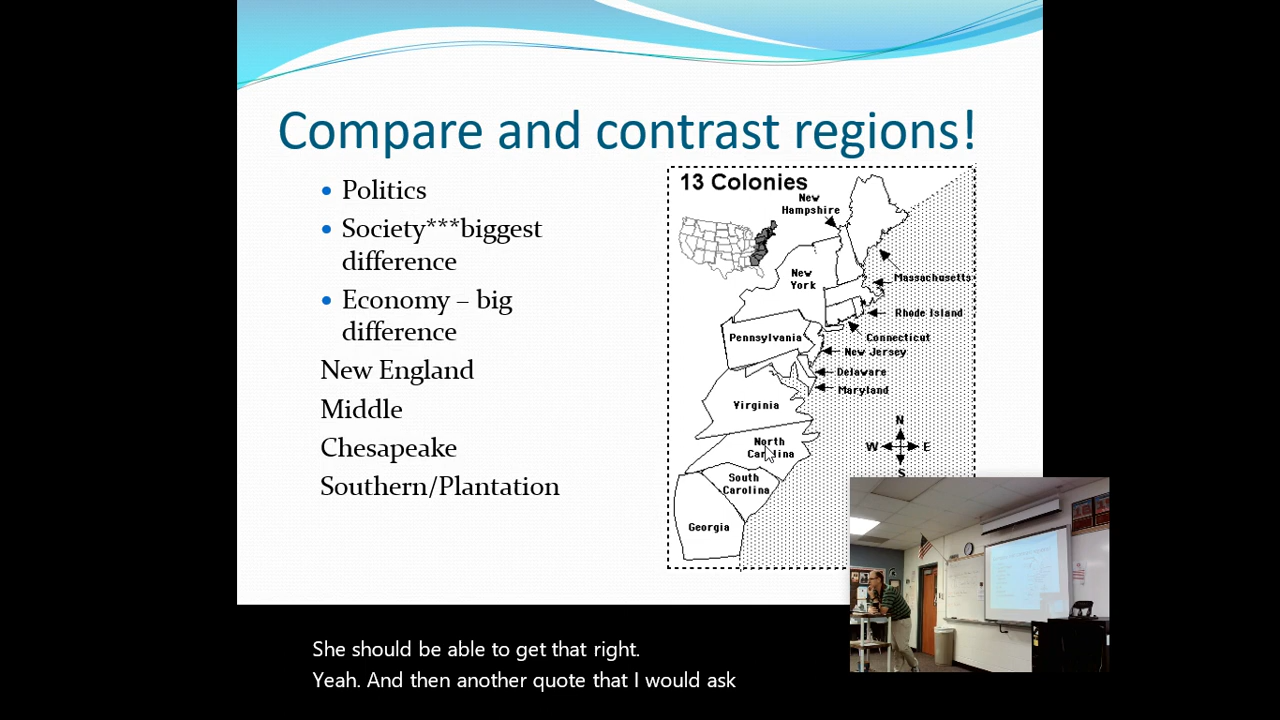 Compare and contrast regions!
Politics
Society***biggest
difference
Economy – big
difference
New England
Middle
Chesapeake
Southern/Plantation
13 Colonies
New
Hampshire
New
York
Massachusetts
Rhode Island
Connecticut
Pennsylvania
New Jersey
Delaware
Maryland
Virginia
North
Carolina
South
Carolina
Georgia
N
W
E
S
She should be able to get that right.
Yeah. And then another quote that I would ask